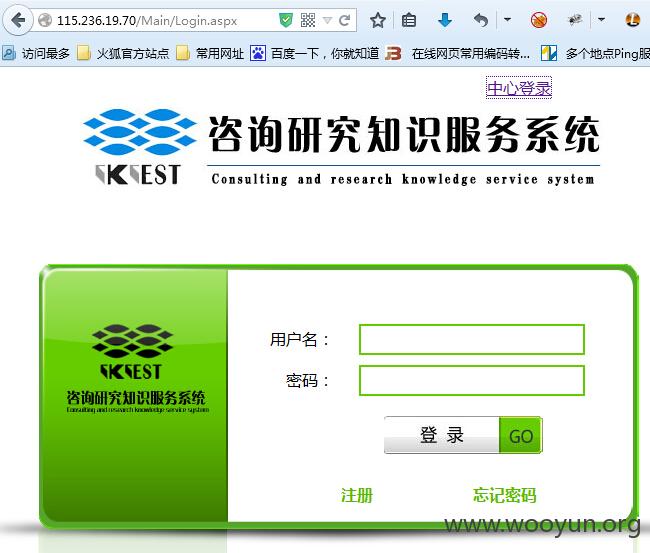 115.236.19.70/Main/Login.aspx
访问最多 火狐官方站点 常用网址 百度一下，你就知道 在线网页常用编码转... 多个地点Ping服
中心登录
咨询研究知识服务系统
IKIEST
Consulting and research knowledge service system
IKIEST
咨询研究知识服务系统
Consulting and research knowledge service system
用户名：
密码：
登 录 GO
注册 忘记密码
www.wooyun.org